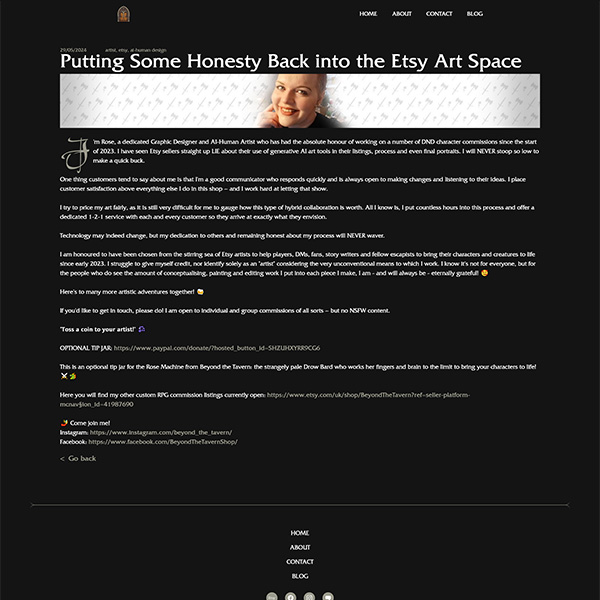 HOME ABOUT CONTACT BLOG
29/05/2024 artist, etsy, ai-human design
Putting Some Honesty Back into the Etsy Art Space
I'm Rose, a dedicated Graphic Designer and AI-Human Artist who has had the absolute honour of working on a number of DND character commissions since the start
of 2023. I have seen Etsy sellers straight up LIE about their use of generative AI art tools in their listings, process and even final portraits. I will NEVER stoop so low to
make a quick buck.
One thing customers tend to say about me is that I'm a good communicator who responds quickly and is always open to making changes and listening to their ideas. I place
customer satisfaction above everything else I do in this shop – and I work hard at letting that show.
I try to price my art fairly, as it is still very difficult for me to gauge how this type of hybrid collaboration is worth. All I know is, I put countless hours into this process and offer a
dedicated 1-2-1 service with each and every customer so they arrive at exactly what they envision.
Technology may indeed change, but my dedication to others and remaining honest about my process will NEVER waver.
I am honoured to have been chosen from the stirring sea of Etsy artists to help players, DMs, fans, story writers and fellow escapists to bring their characters and creatures to life
since early 2023. I struggle to give myself credit, nor identify solely as an 'artist' considering the very unconventional means to which I work. I know it's not for everyone, but for
the people who do see the amount of conceptualising, painting and editing work I put into each piece I make, I am - and will always be - eternally grateful! 😍
Here's to many more artistic adventures together! 🍻
If you'd like to get in touch, please do! I am open to individual and group commissions of all sorts – but no NSFW content.
"Toss a coin to your artist!"
OPTIONAL TIP JAR: https://www.paypal.com/donate/?hosted_button_id=SHZUHXYRR9CG6
This is an optional tip jar for the Rose Machine from Beyond the Tavern: the strangely pale Drow Bard who works her fingers and brain to the limit to bring your characters to life!
⚔️🐲
Here you will find my other custom RPG commission listings currently open: https://www.etsy.com/uk/shop/BeyondTheTavern?ref=seller-platform-
mcnav&section_id=41987690
Come join me!
Instagram: https://www.instagram.com/beyond_the_tavern/
Facebook: https://www.facebook.com/BeyondTheTavernShop/
< Go back
HOME
ABOUT
CONTACT
BLOG